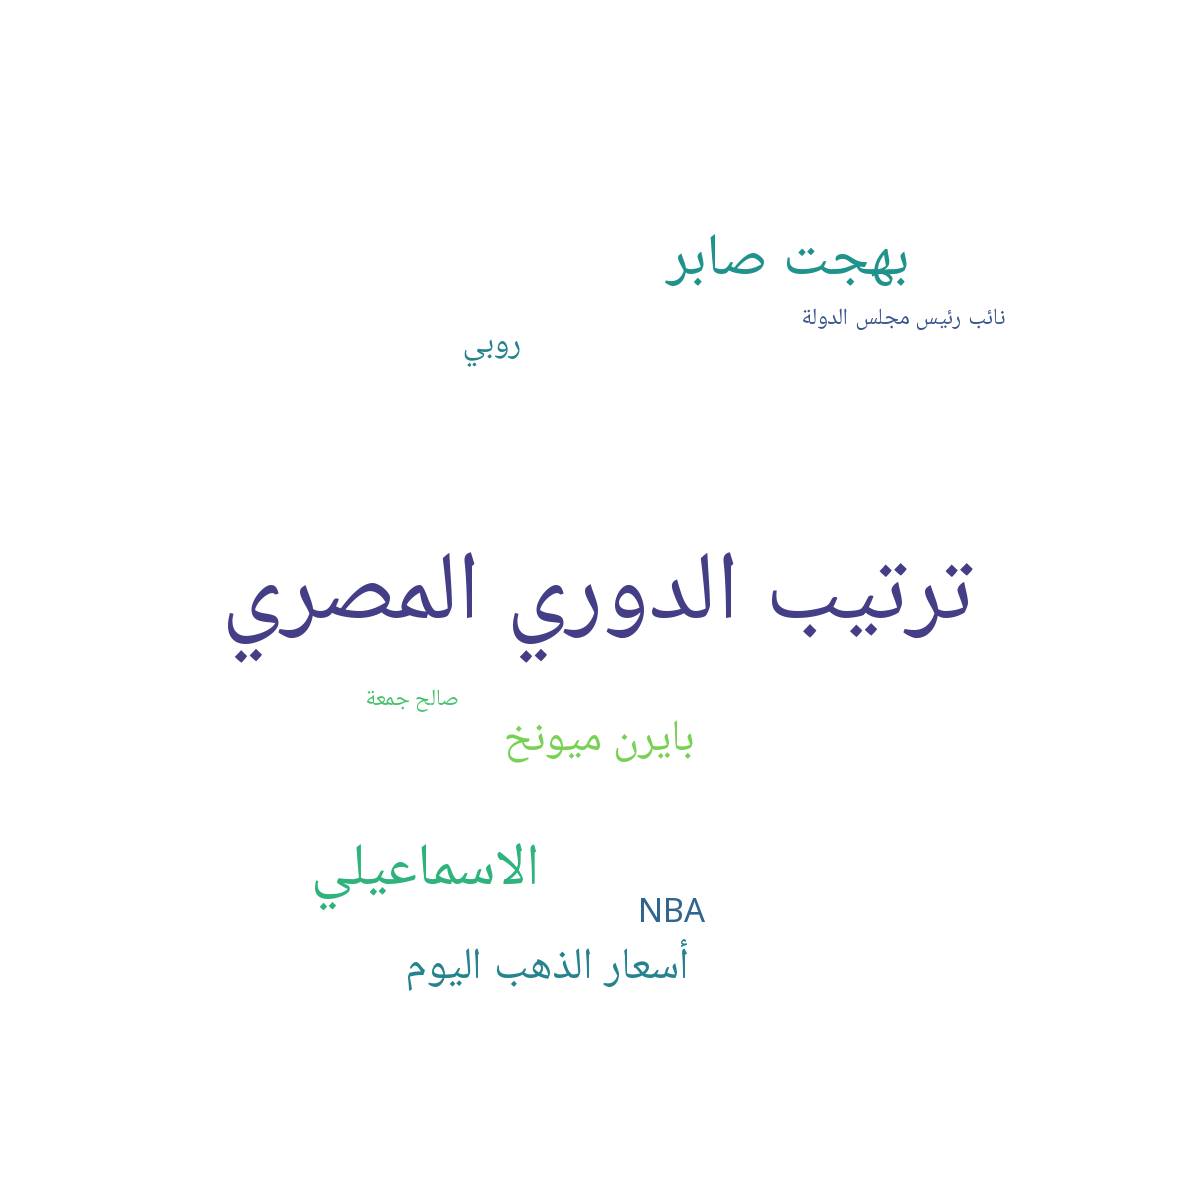 بهجت صابر
نائب رئيس مجلس الدولة
روبي
ترتيب الدوري المصري
صالح جمعة
بايرن ميونخ
الاسماعيلي
NBA
أسعار الذهب اليوم